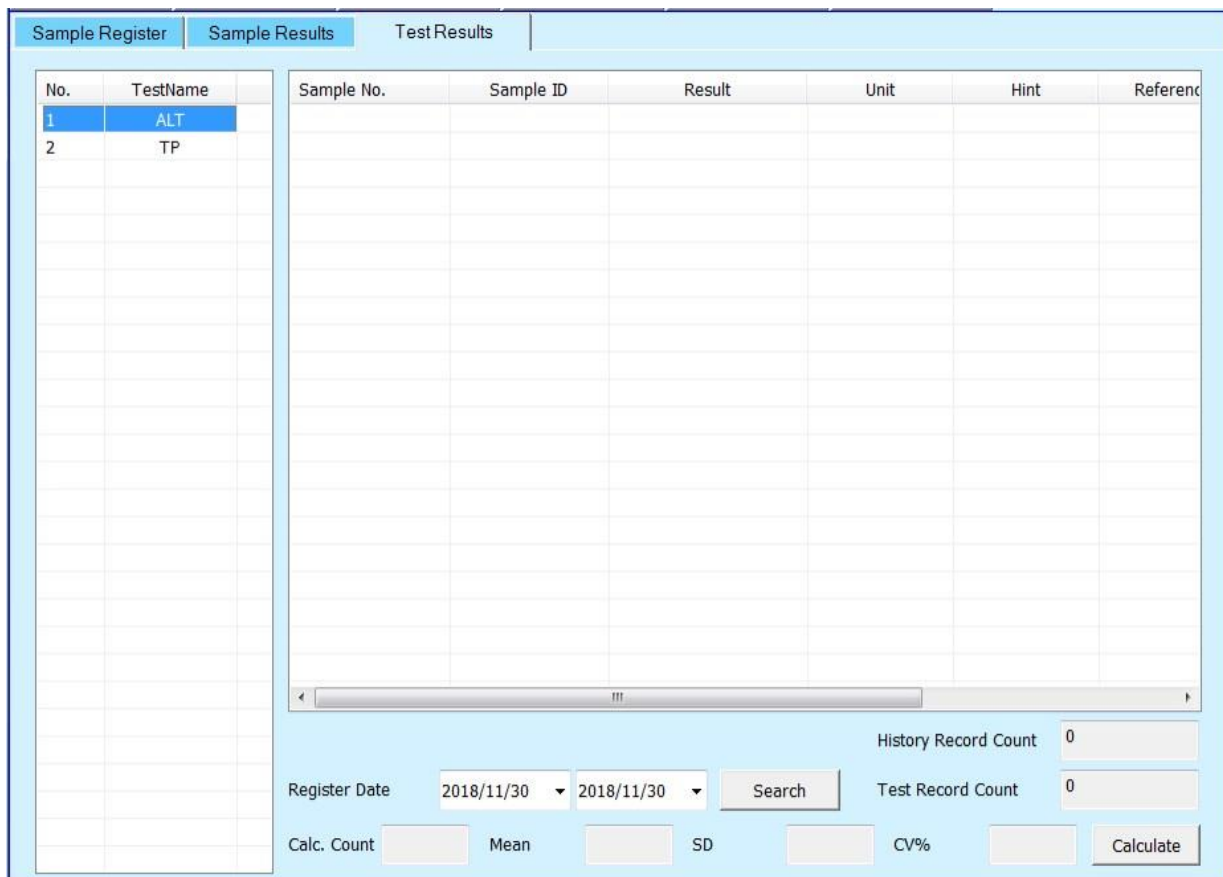 Sample Register Sample Results Test Results
No. TestName Sample No. Sample ID Result Unit Hint Referenc
1 ALT
2 TP
History Record Count 0
Register Date 2018/11/30 2018/11/30 Search Test Record Count 0
Calc. Count Mean SD CV% Calculate